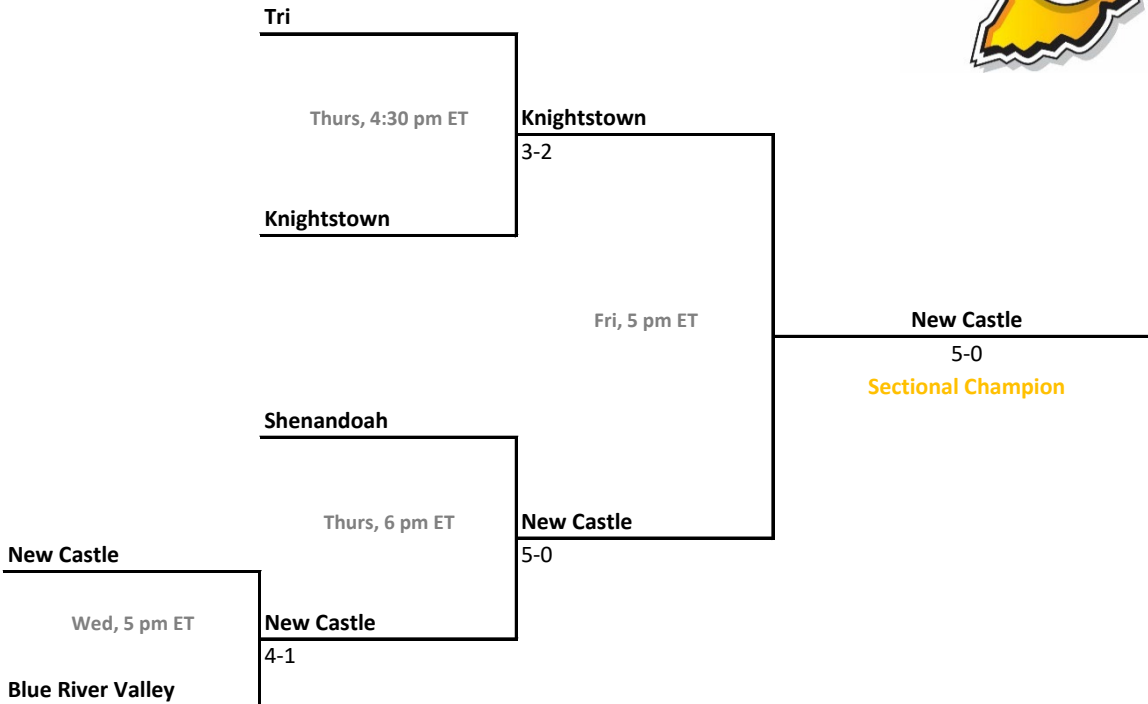 Tri
Thurs, 4:30 pm ET
Knightstown
3-2
Knightstown
Fri, 5 pm ET
New Castle
5-0
Sectional Champion
Shenandoah
Thurs, 6 pm ET
New Castle
5-0
New Castle
Wed, 5 pm ET
New Castle
4-1
Blue River Valley